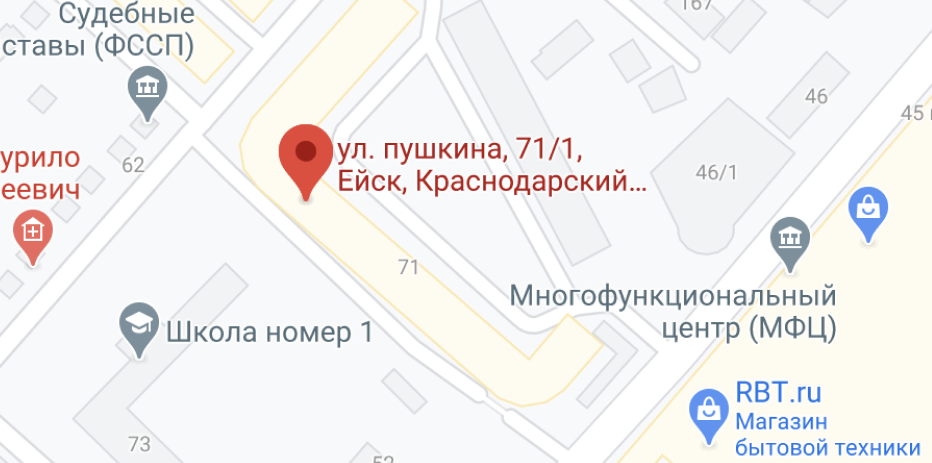 Судебные
ставы (ФССП)
167
46
45
62
урило
еевич
ул. пушкина, 71/1,
Ейск, Краснодарский...
46/1
71
Многофункциональный
центр (МФЦ)
Школа номер 1
RBT.ru
Магазин
бытовой техники
73
52